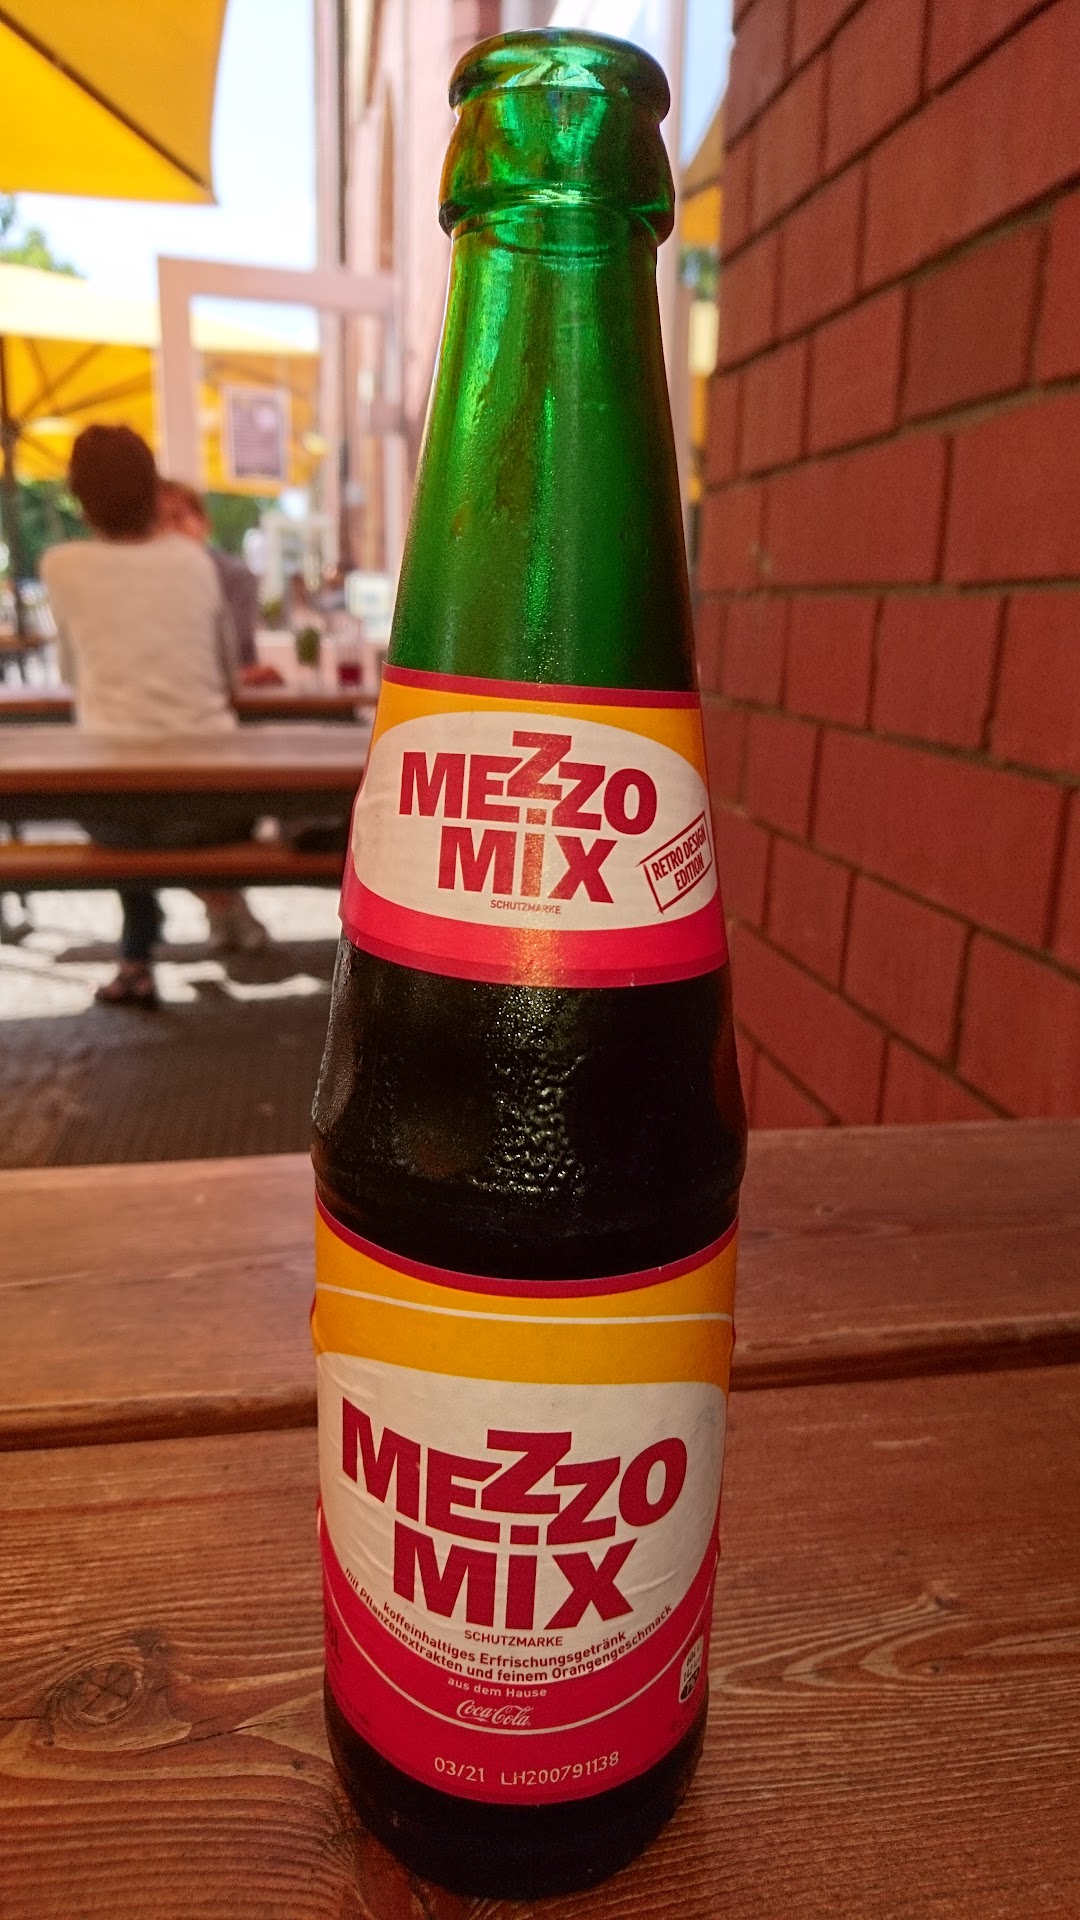 MEZZO
MiX
SCHUTZMARKE
RETRO DESIGN
EDITION
MEZZO
MiX
SCHUTZMARKE
koffeinhaltiges Erfrischungsgetränk
mit Pflanzenextrakten und feinem Orangengeschmack
aus dem Hause
Coca-Cola
03/21 LH200791138